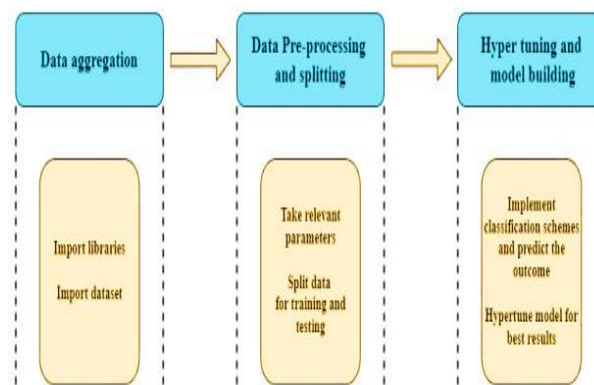 Data aggregation
Data Pre-processing
and splitting
Hyper tuning and
model building
Import libraries
Import dataset
Take relevant
parameters
Split data
for training and
testing
Implement
classification schemes
and predict the
outcome
Hypertune model for
best results